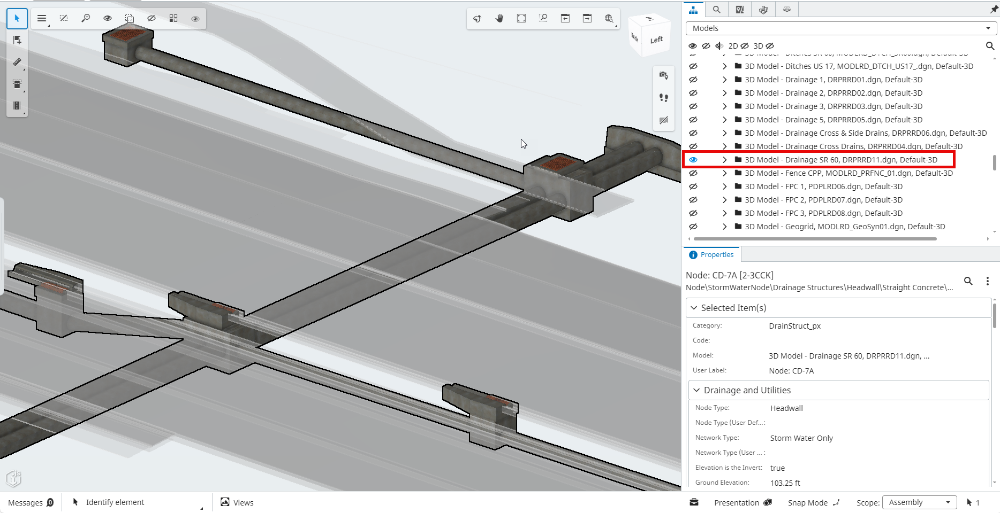 Models
2D
3D
3D Model - Ditches SR 60, MODLRD_DTCH_SR60.dgn, Default-3D
3D Model - Ditches US 17, MODLRD_DTCH_US17_.dgn, Default-3D
3D Model - Drainage 1, DRPRRD01.dgn, Default-3D
3D Model - Drainage 2, DRPRRD02.dgn, Default-3D
3D Model - Drainage 3, DRPRRD03.dgn, Default-3D
3D Model - Drainage 5, DRPRRD05.dgn, Default-3D
3D Model - Drainage Cross & Side Drains, DRPRRD06.dgn, Default-3D
3D Model - Drainage Cross Drains, DRPRRD04.dgn, Default-3D
3D Model - Drainage SR 60, DRPRRD11.dgn, Default-3D
3D Model - Fence CPP, MODLRD_PRFNC_01.dgn, Default-3D
3D Model - FPC 1, PDPLRD06.dgn, Default-3D
3D Model - FPC 2, PDPLRD07.dgn, Default-3D
3D Model - FPC 3, PDPLRD08.dgn, Default-3D
3D Model - Geogrid, MODLRD_GeoSyn01.dgn, Default-3D
Back
Left
Properties
Node: CD-7A [2-3CCK]
Node\StormWaterNode\Drainage Structures\Headwall\Straight Concrete\...
Selected Item(s)
Category: DrainStruct_px
Code:
Model: 3D Model - Drainage SR 60, DRPRRD11.dgn, ...
User Label: Node: CD-7A
Drainage and Utilities
Node Type: Headwall
Node Type (User Def...:
Network Type: Storm Water Only
Network Type (User ... :
Elevation is the Invert: true
Ground Elevation: 103.25 ft
Messages 0
Identify element
Views
Presentation
Snap Mode
Scope: Assembly
1